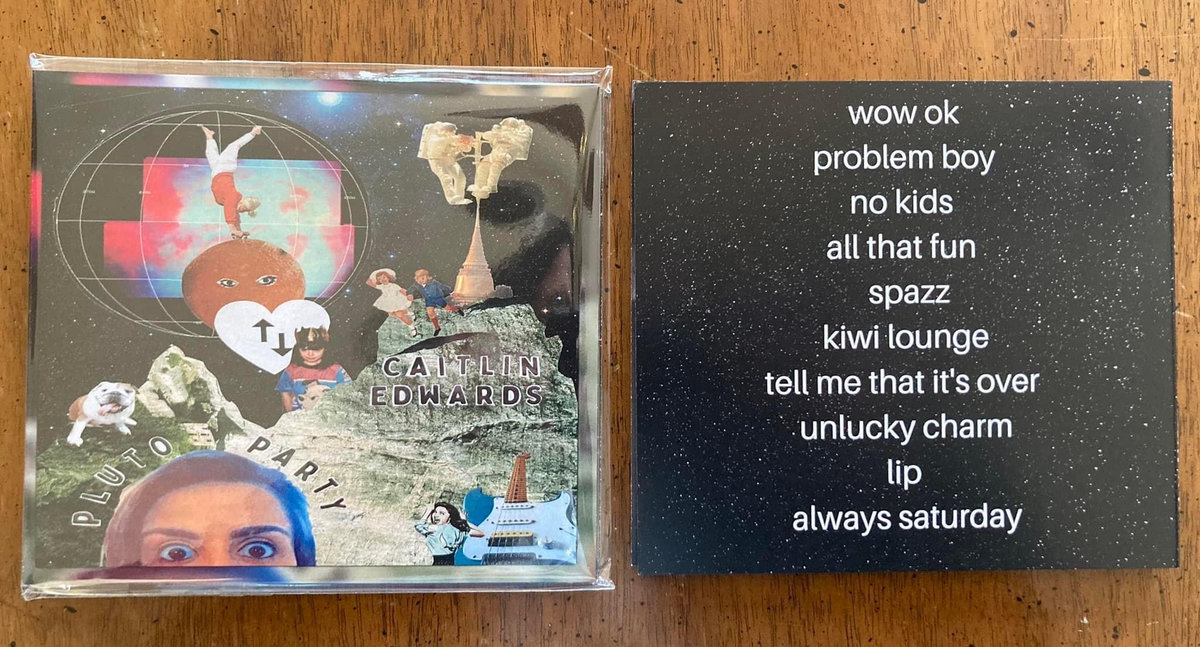 CAITLIN
EDWARDS
PLUTO PARTY
wow ok
problem boy
no kids
all that fun
spazz
kiwi lounge
tell me that it's over
unlucky charm
lip
always saturday